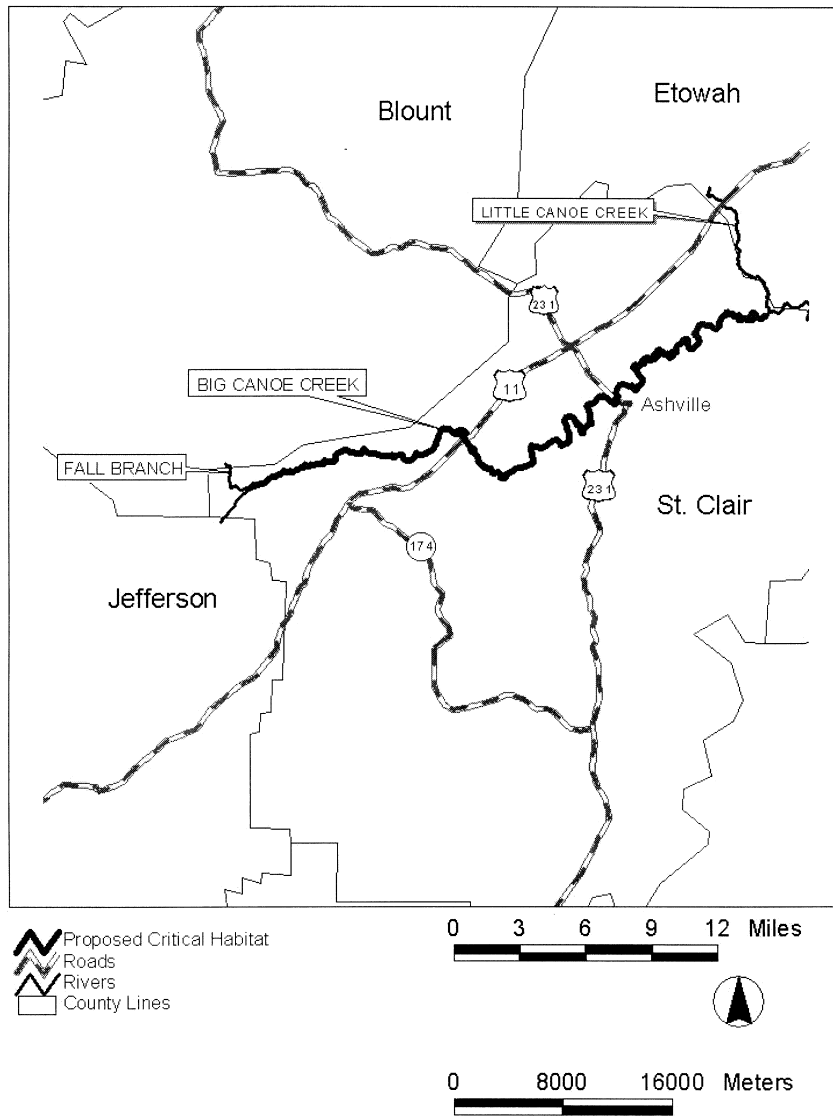 Blount
Etowah
LITTLE CANOE CREEK
231
BIG CANOE CREEK
11
Ashville
FALL BRANCH
231
St. Clair
174
Jefferson
Proposed Critical Habitat
Roads
Rivers
County Lines
0 3 6 9 12 Miles
0 8000 16000 Meters